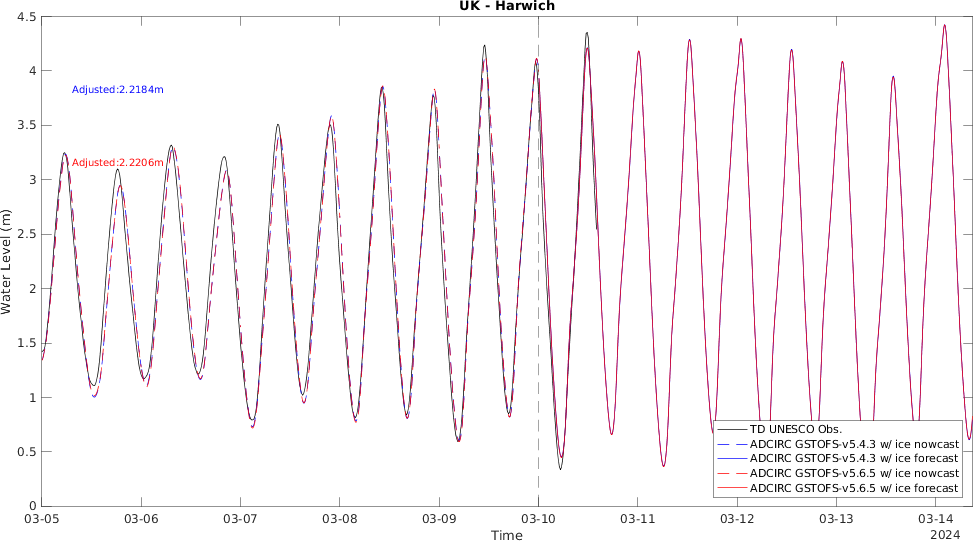 UK - Harwich
4.5
4
3.5
3
2.5
2
1.5
1
0.5
0
Water Level (m)
Adjusted:2.2184m
Adjusted:2.2206m
TD UNESCO Obs.
ADCIRC GSTOFS-v5.4.3 w/ ice nowcast
ADCIRC GSTOFS-v5.4.3 w/ ice forecast
ADCIRC GSTOFS-v5.6.5 w/ ice nowcast
ADCIRC GSTOFS-v5.6.5 w/ ice forecast
03-05 03-06 03-07 03-08 03-09 03-10 03-11 03-12 03-13 03-14
2024
Time